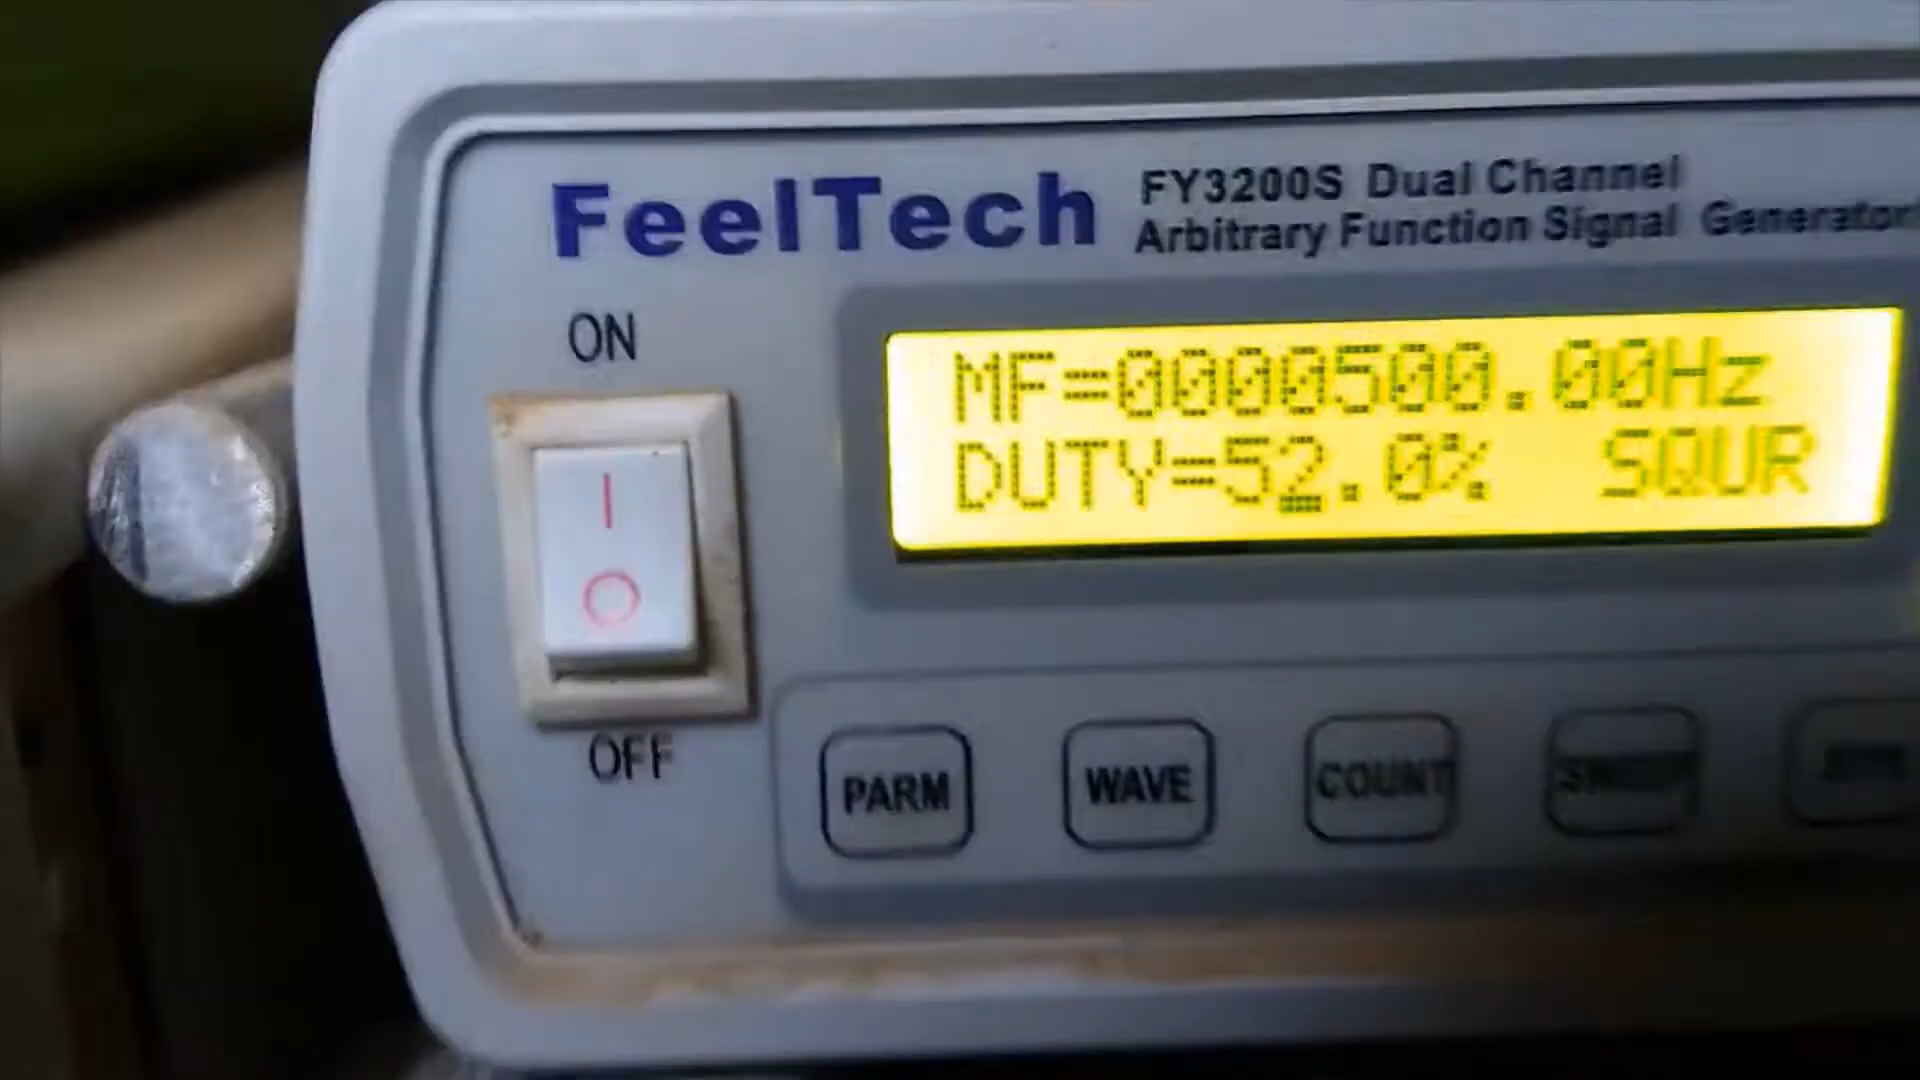 FeelTech
FY3200S Dual Channel
Arbitrary Function Signal Generator
ON
MF=0000500.00Hz
DUTY=52.0% SQUR
I
O
OFF
PARM
WAVE
COUNT
SWEEP